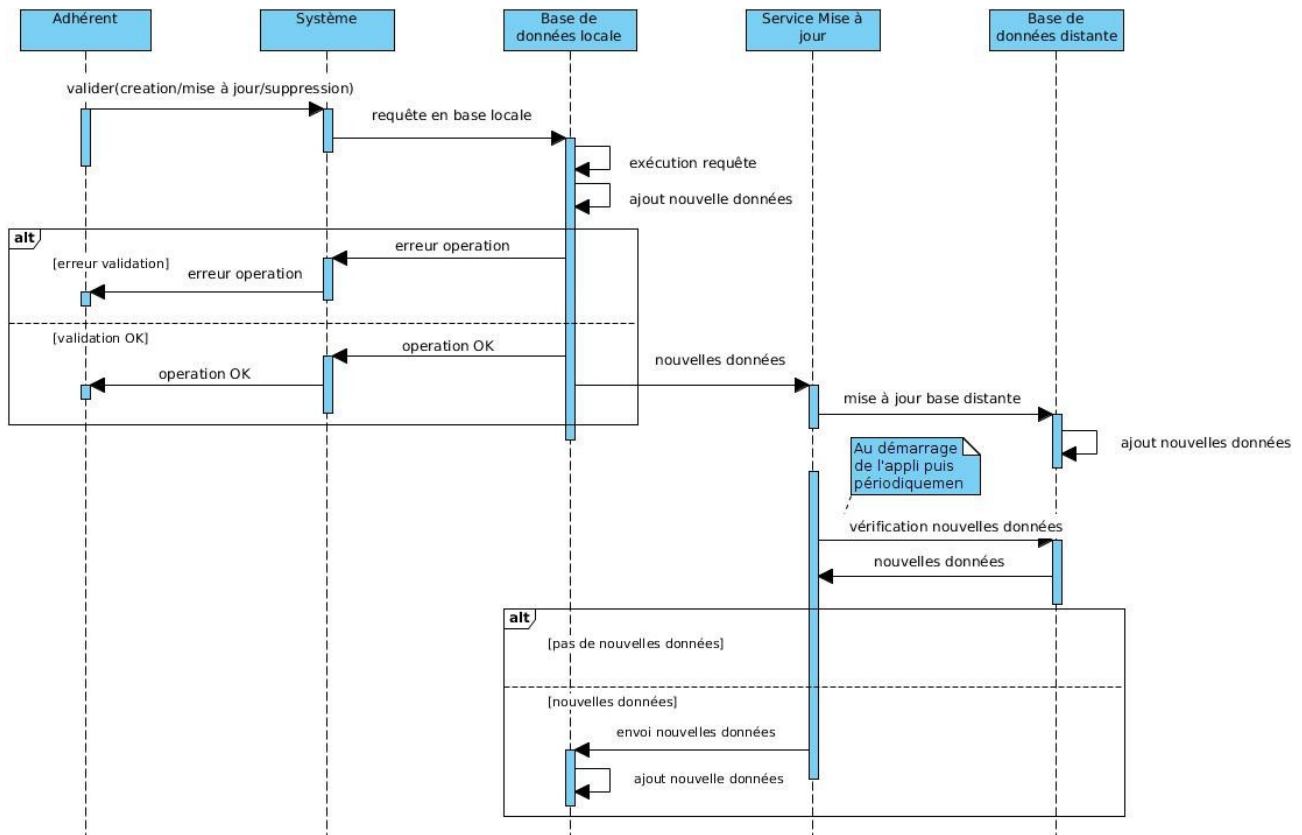 Adhérent
Système
Base de
données locale
Service Mise à
jour
Base de
données distante
valider(creation/mise à jour/suppression)
requête en base locale
exécution requête
ajout nouvelle données
alt
erreur operation
[erreur validation]
erreur operation
[validation OK]
operation OK
operation OK
nouvelles données
mise à jour base distante
ajout nouvelles données
Au démarrage
de l'appli puis
périodiquemen
vérification nouvelles données
nouvelles données
alt
[pas de nouvelles données]
[nouvelles données]
envoi nouvelles données
ajout nouvelle données